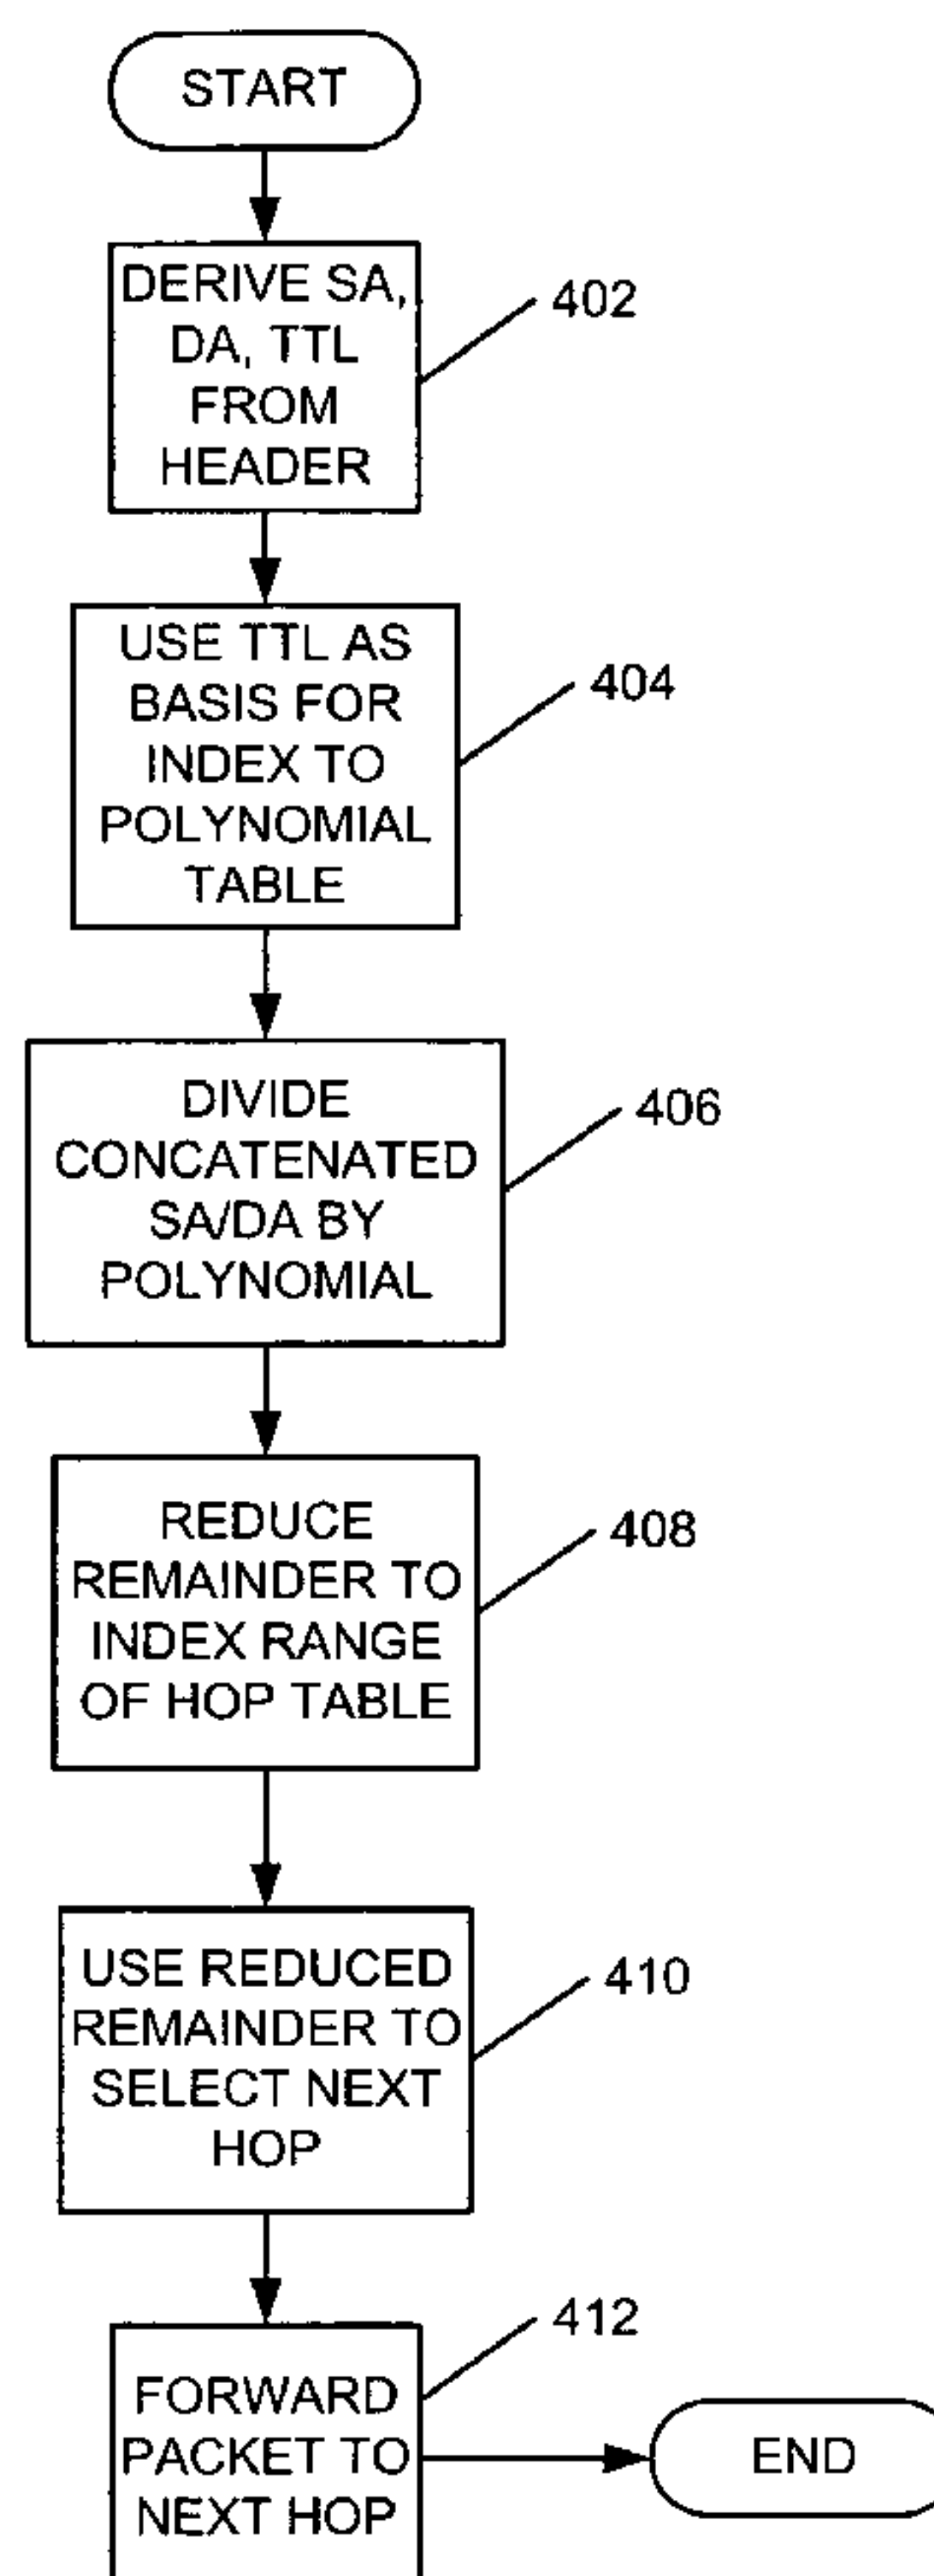 START
DERIVE SA,
DA, TTL
FROM
HEADER
402
USE TTL AS
BASIS FOR
INDEX TO
POLYNOMIAL
TABLE
404
DIVIDE
CONCATENATED
SA/DA BY
POLYNOMIAL
406
REDUCE
REMAINDER TO
INDEX RANGE
OF HOP TABLE
408
USE REDUCED
REMAINDER TO
SELECT NEXT
HOP
410
FORWARD
PACKET TO
NEXT HOP
412
END